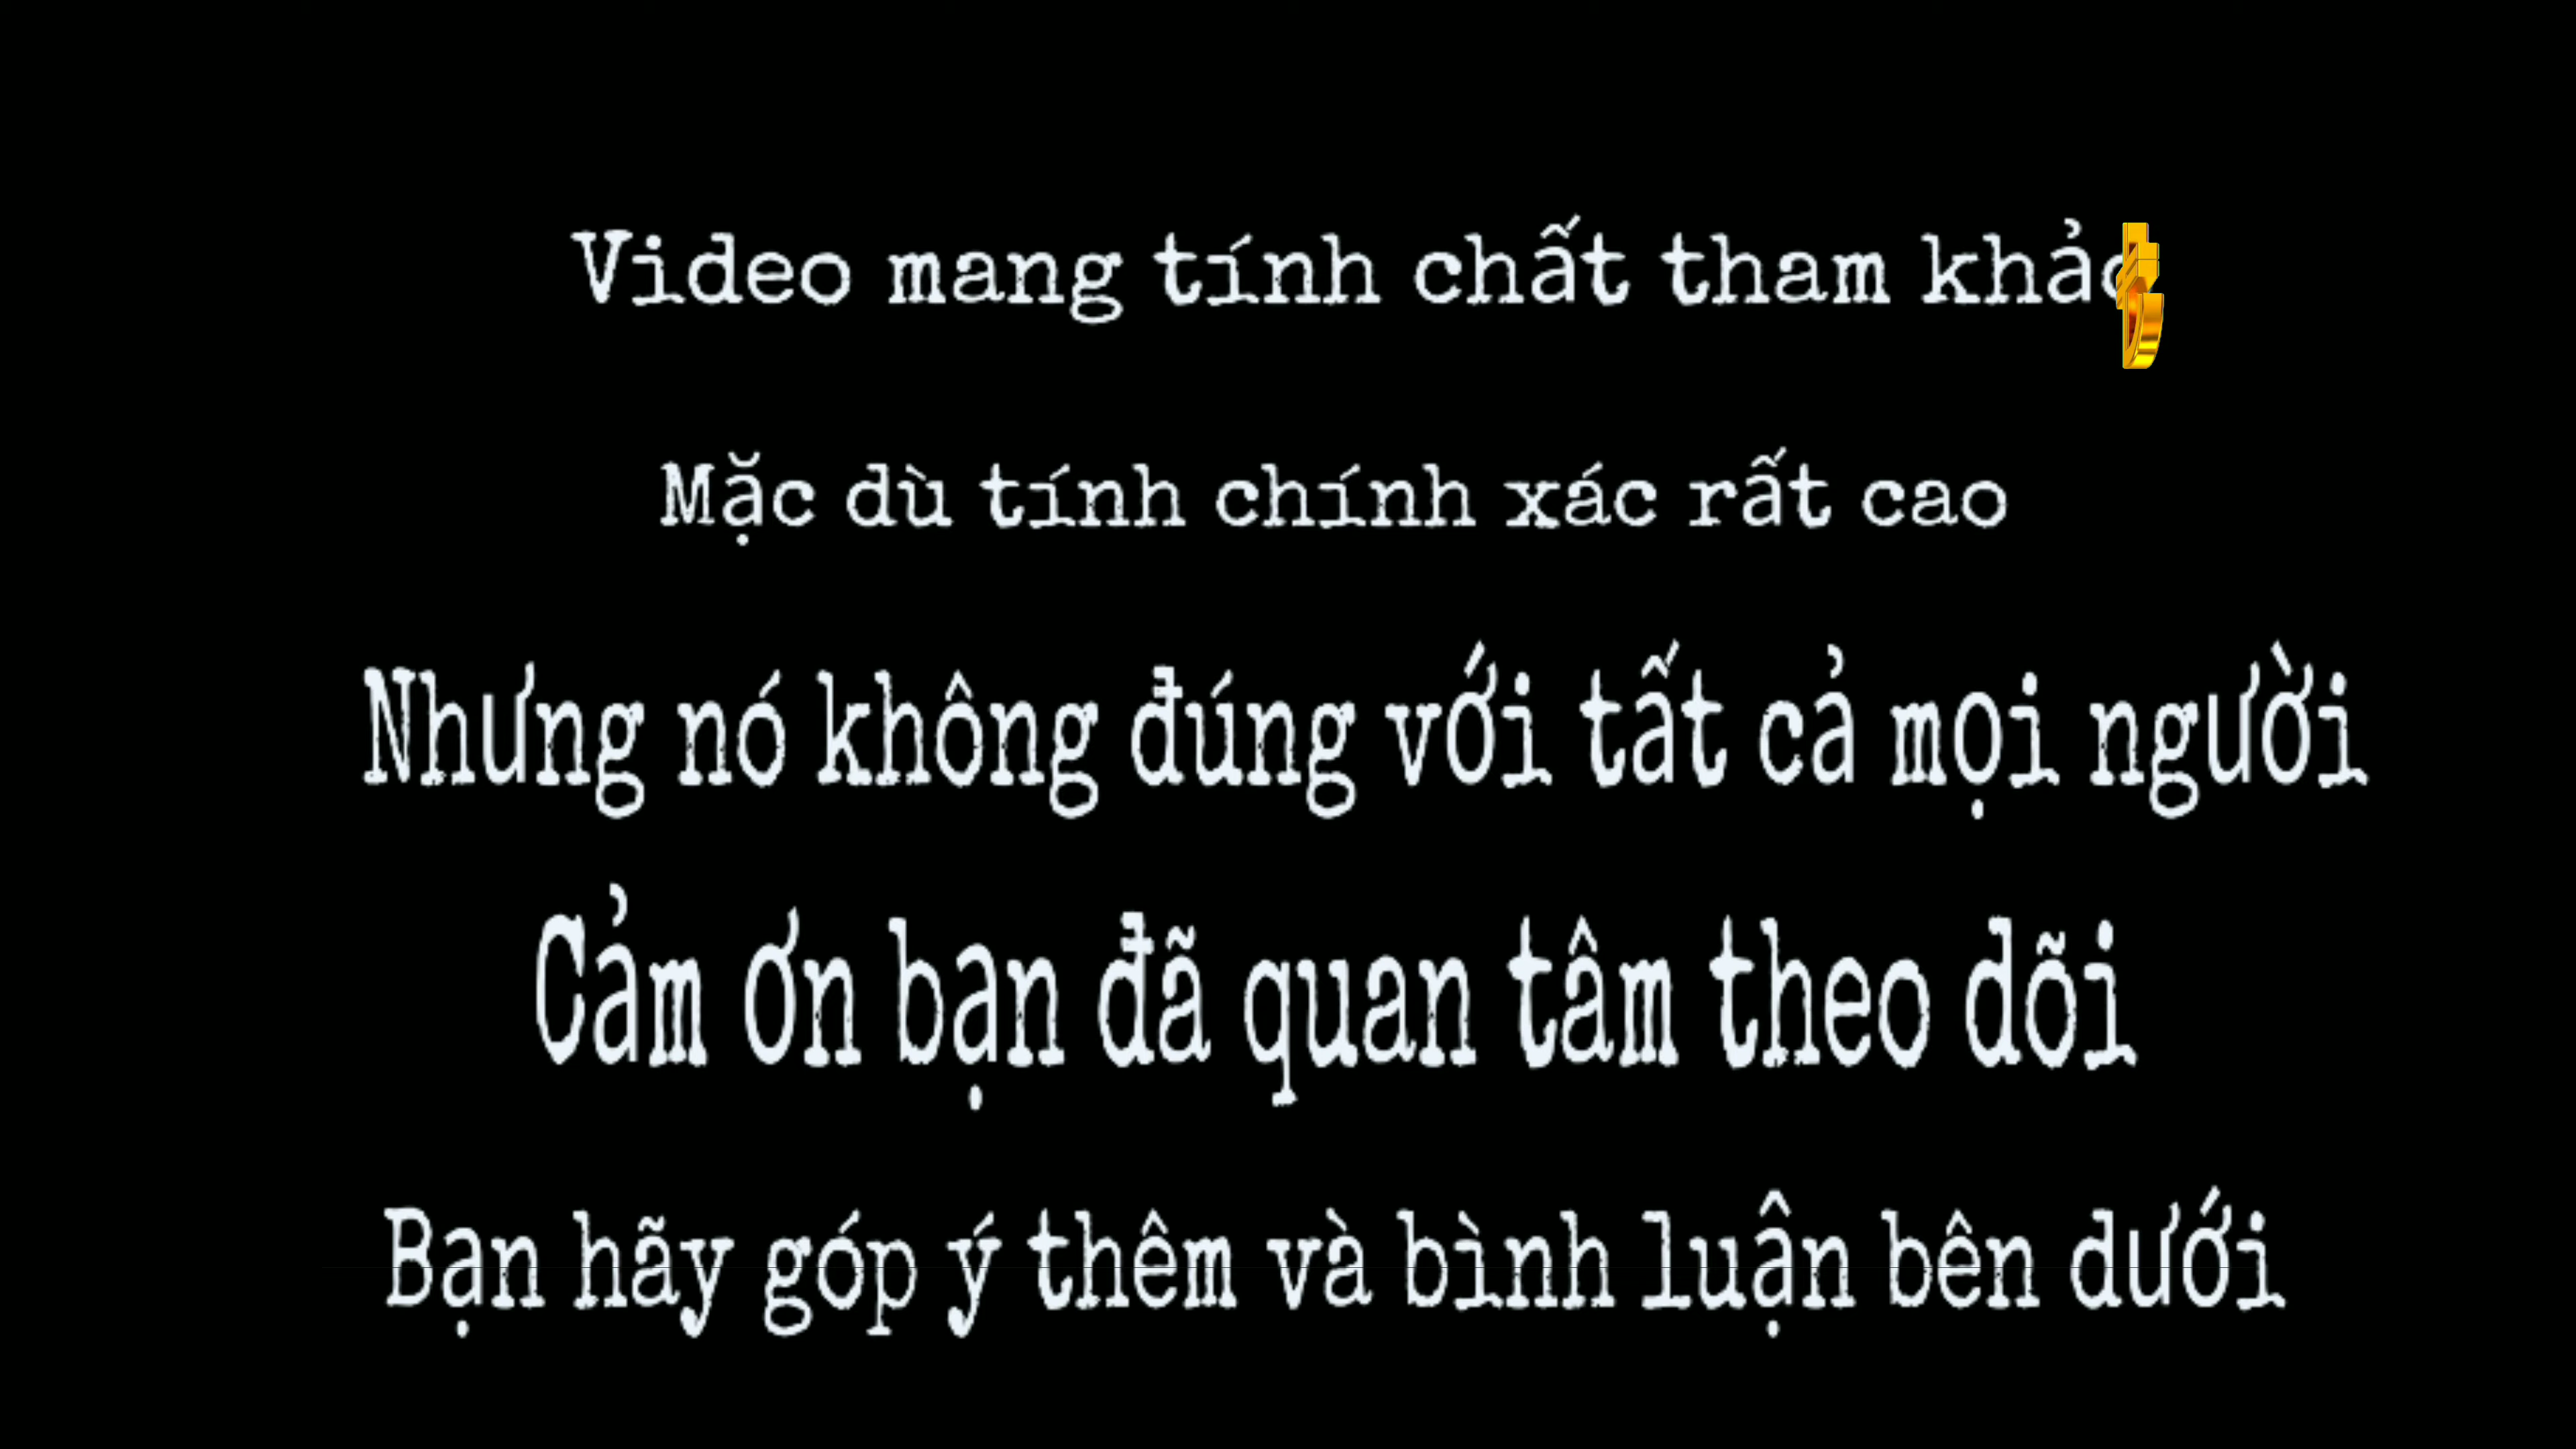 Video mang tính chất tham khảo
Mặc dù tính chính xác rất cao
Nhưng nó không đúng với tất cả mọi người
Cảm ơn bạn đã quan tâm theo dõi
Bạn hãy góp ý thêm và bình luận bên dưới